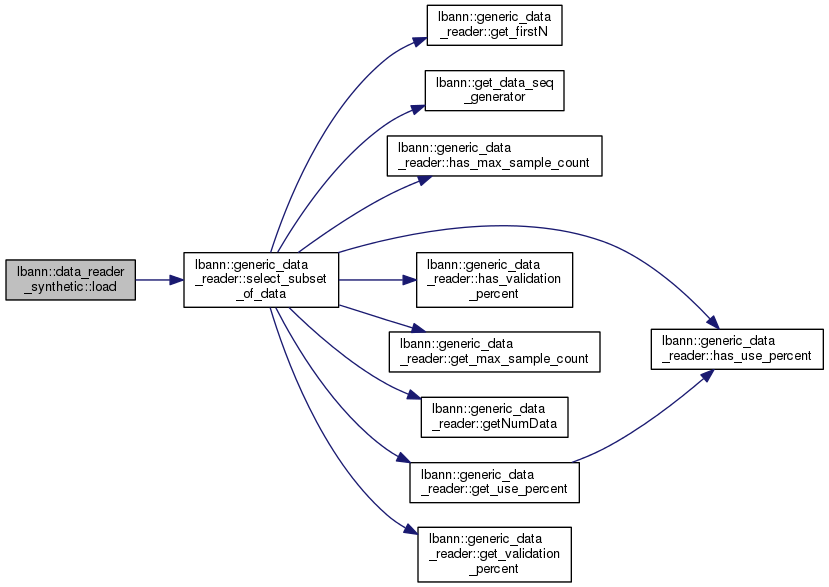 lbann::data_reader
_synthetic::load
lbann::generic_data
_reader::select_subset
_of_data
lbann::generic_data
_reader::get_firstN
lbann::get_data_seq
_generator
lbann::generic_data
_reader::has_max_sample_count
lbann::generic_data
_reader::has_validation
_percent
lbann::generic_data
_reader::get_max_sample_count
lbann::generic_data
_reader::getNumData
lbann::generic_data
_reader::get_use_percent
lbann::generic_data
_reader::get_validation
_percent
lbann::generic_data
_reader::has_use_percent